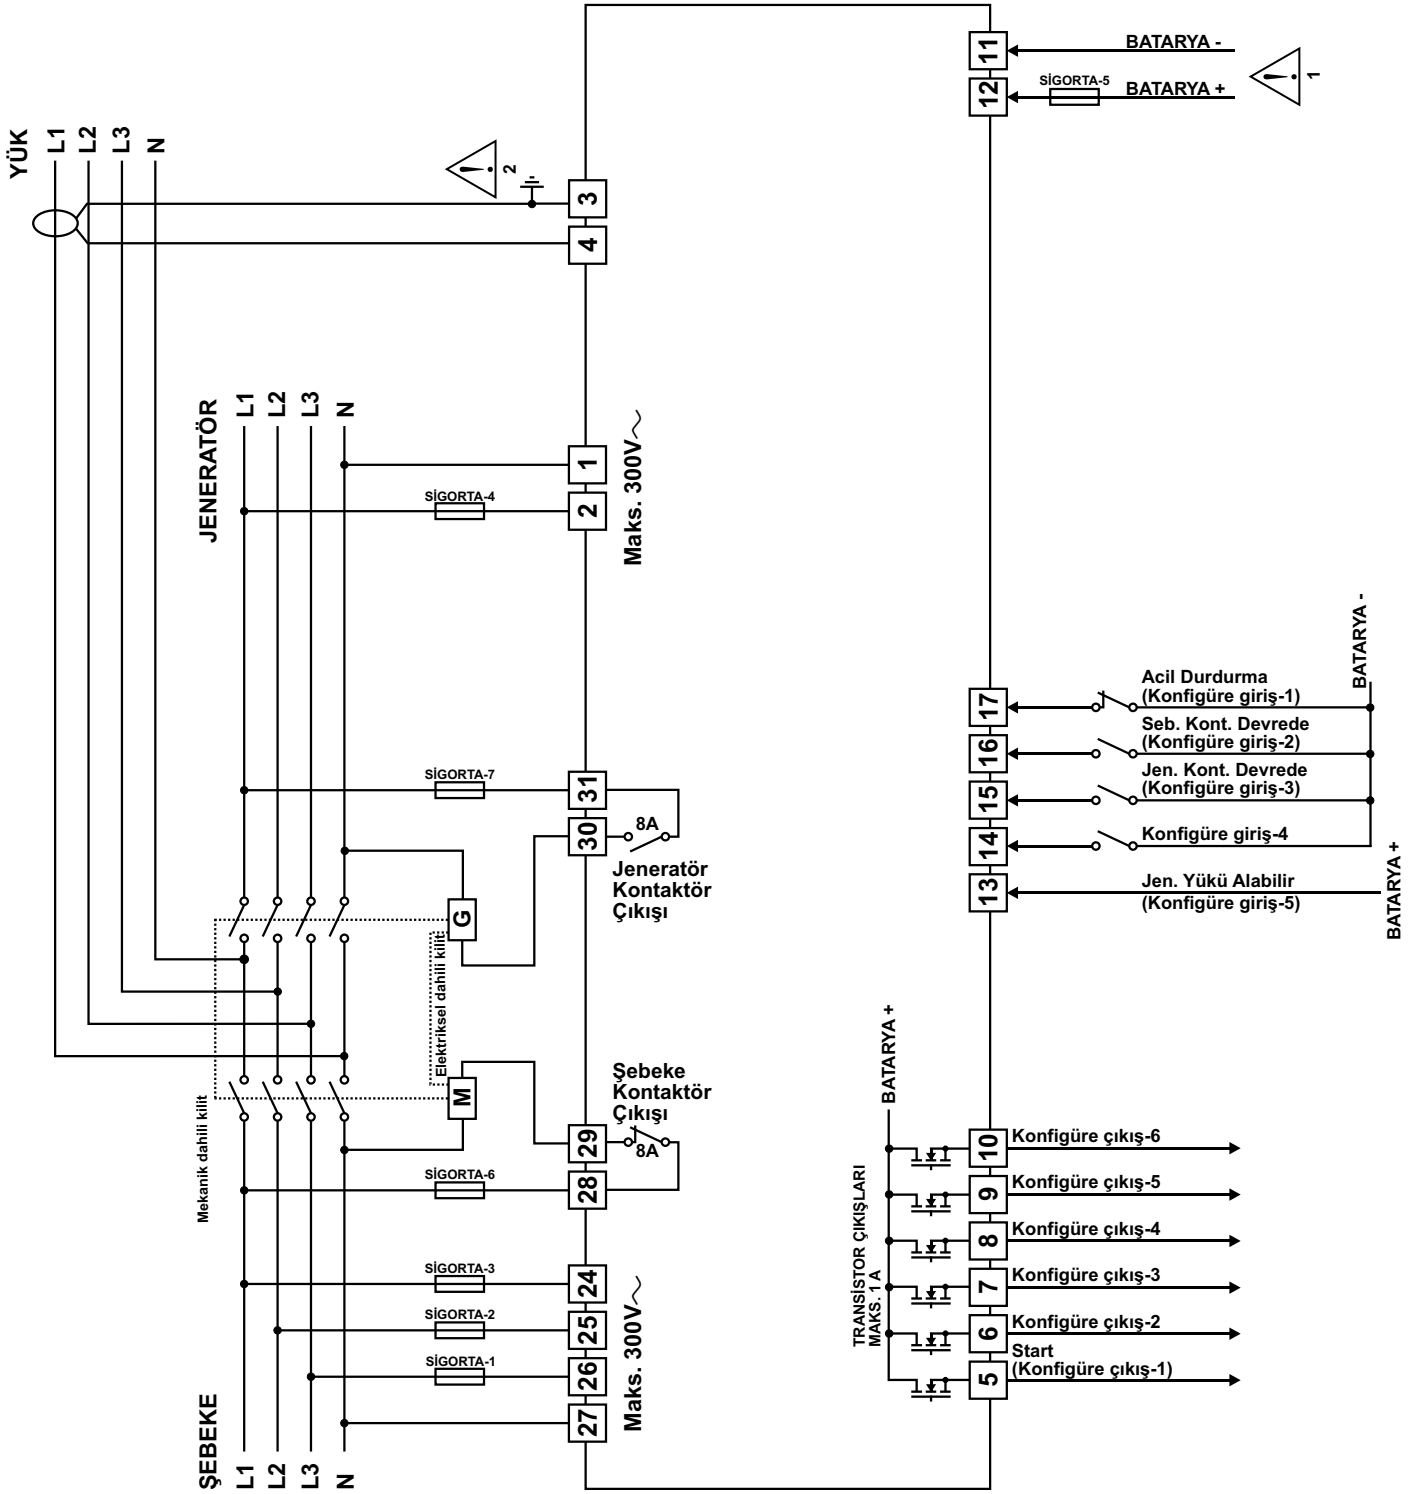 11
BATARYA -
12
SİGORTA-5
BATARYA +
1
YÜK
L1
L2
L3
N
2
3
4
JENERATÖR
L1
L2
L3
N
SİGORTA-4
1
2
Maks. 300V
SİGORTA-7
31
30
8A
Jeneratör
Kontaktör
Çıkışı
G
Elektriksel dahili kilit
M
Mekanik dahili kilit
Şebeke
Kontaktör
Çıkışı
29
28
8A
SİGORTA-6
SİGORTA-3
SİGORTA-2
SİGORTA-1
24
25
26
27
Maks. 300V
ŞEBEKE
L1
L2
L3
N
17
16
15
14
13
Acil Durdurma
(Konfigüre giriş-1)
Seb. Kont. Devrede
(Konfigüre giriş-2)
Jen. Kont. Devrede
(Konfigüre giriş-3)
Konfigüre giriş-4
Jen. Yükü Alabilir
(Konfigüre giriş-5)
BATARYA -
BATARYA +
BATARYA +
TRANSİSTOR ÇIKIŞLARI
MAKS. 1 A
10
Konfigüre çıkış-6
9
Konfigüre çıkış-5
8
Konfigüre çıkış-4
7
Konfigüre çıkış-3
6
Konfigüre çıkış-2
5
Start
(Konfigüre çıkış-1)